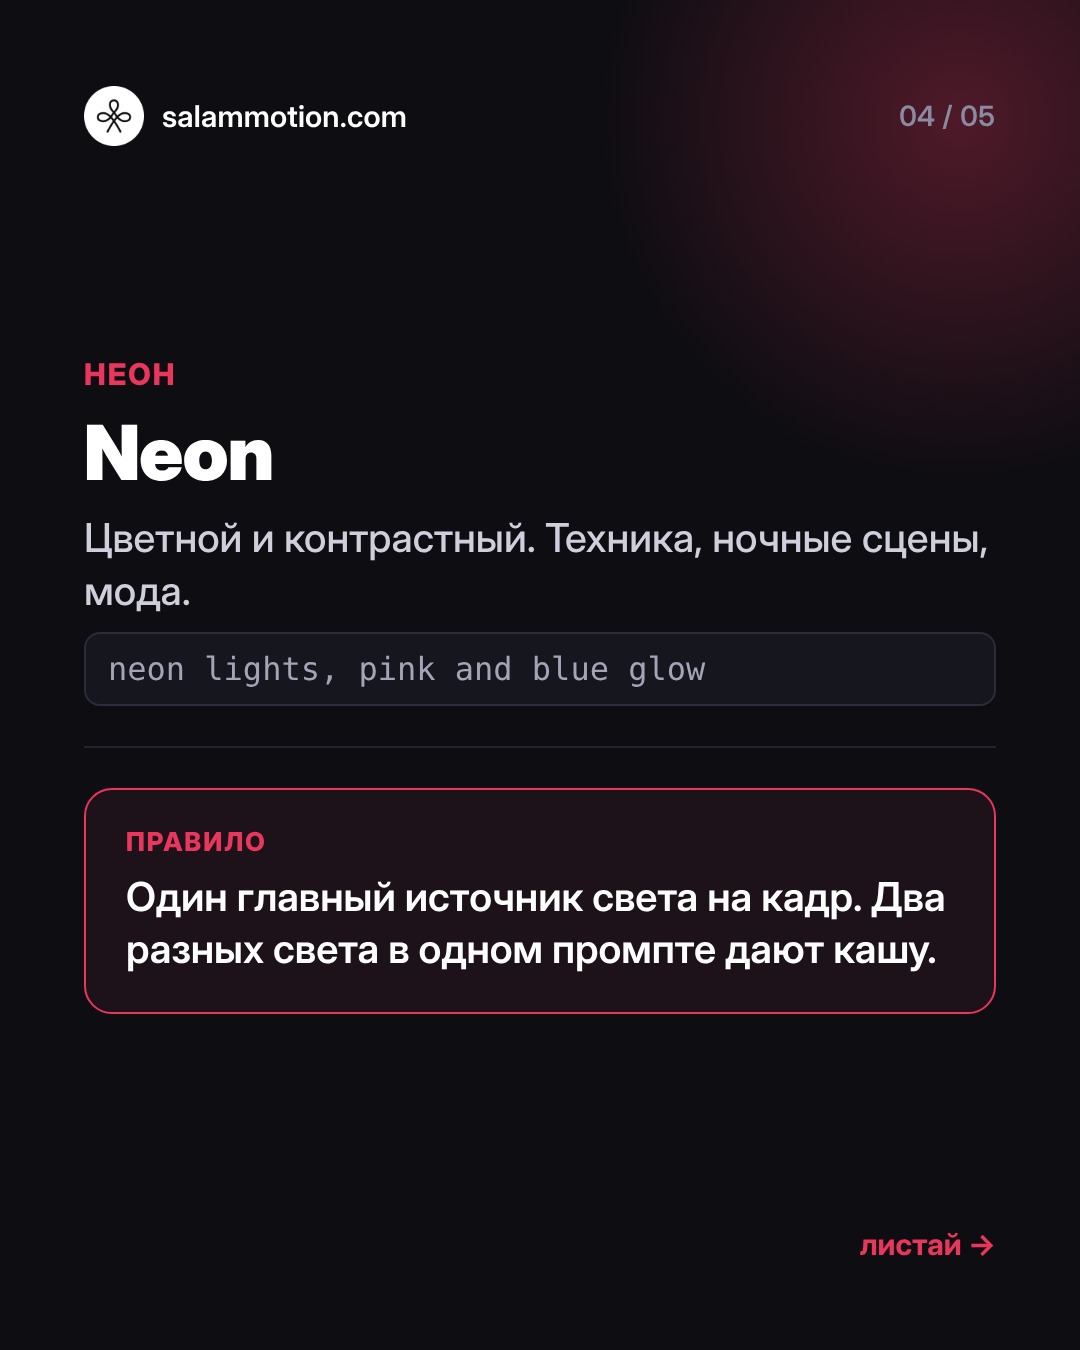 salammotion.com
04 / 05
НЕОН
Neon
Цветной и контрастный. Техника, ночные сцены,
мода.
neon lights, pink and blue glow
ПРАВИЛО
Один главный источник света на кадр. Два
разных света в одном промпте дают кашу.
листай →